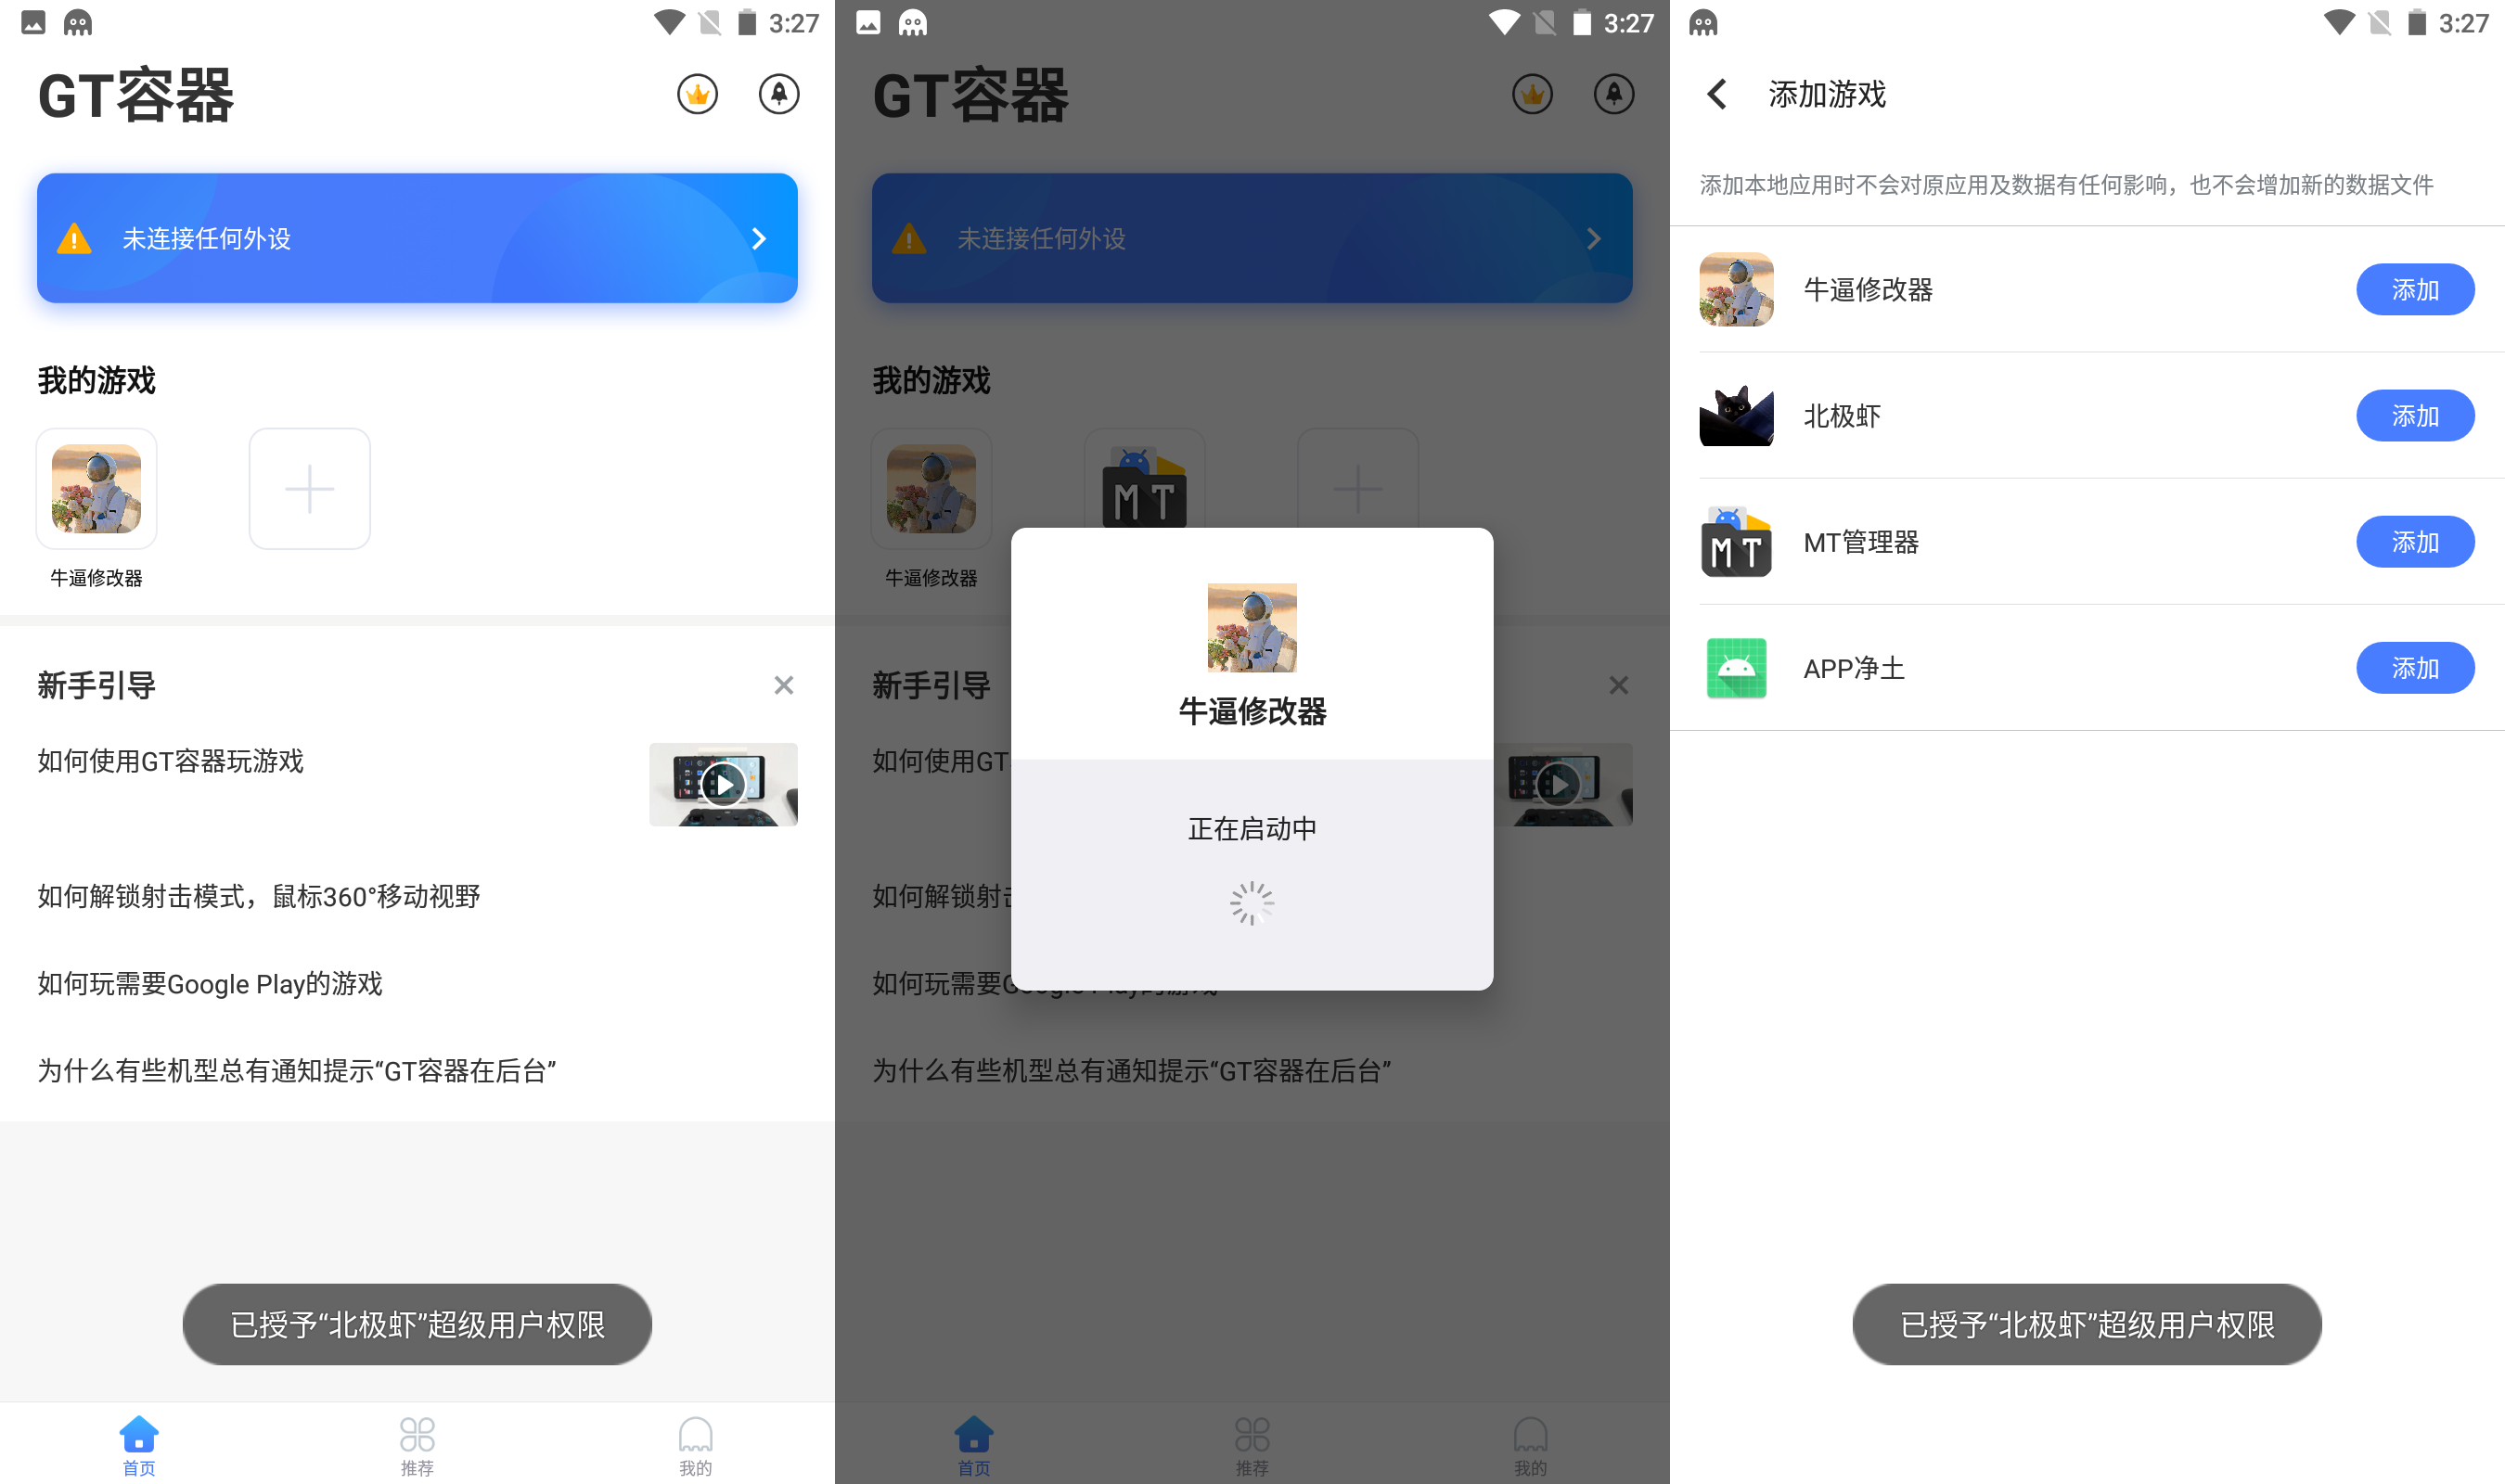 3:27
GT容器
未连接任何外设
我的游戏
牛逼修改器
新手引导
如何使用GT容器玩游戏
如何解锁射击模式，鼠标360°移动视野
如何玩需要Google Play的游戏
为什么有些机型总有通知提示“GT容器在后台”
已授予“北极虾”超级用户权限
首页
推荐
我的
3:27
GT容器
未连接任何外设
我的游戏
MT
牛逼修改器
牛逼修改器
正在启动中
新手引导
如何使用GT
如何解锁射击
如何玩需要Google Play的游戏
为什么有些机型总有通知提示“GT容器在后台”
首页
推荐
我的
3:27
添加游戏
添加本地应用时不会对原应用及数据有任何影响，也不会增加新的数据文件
牛逼修改器
添加
北极虾
添加
MT
MT管理器
添加
APP净土
添加
已授予“北极虾”超级用户权限